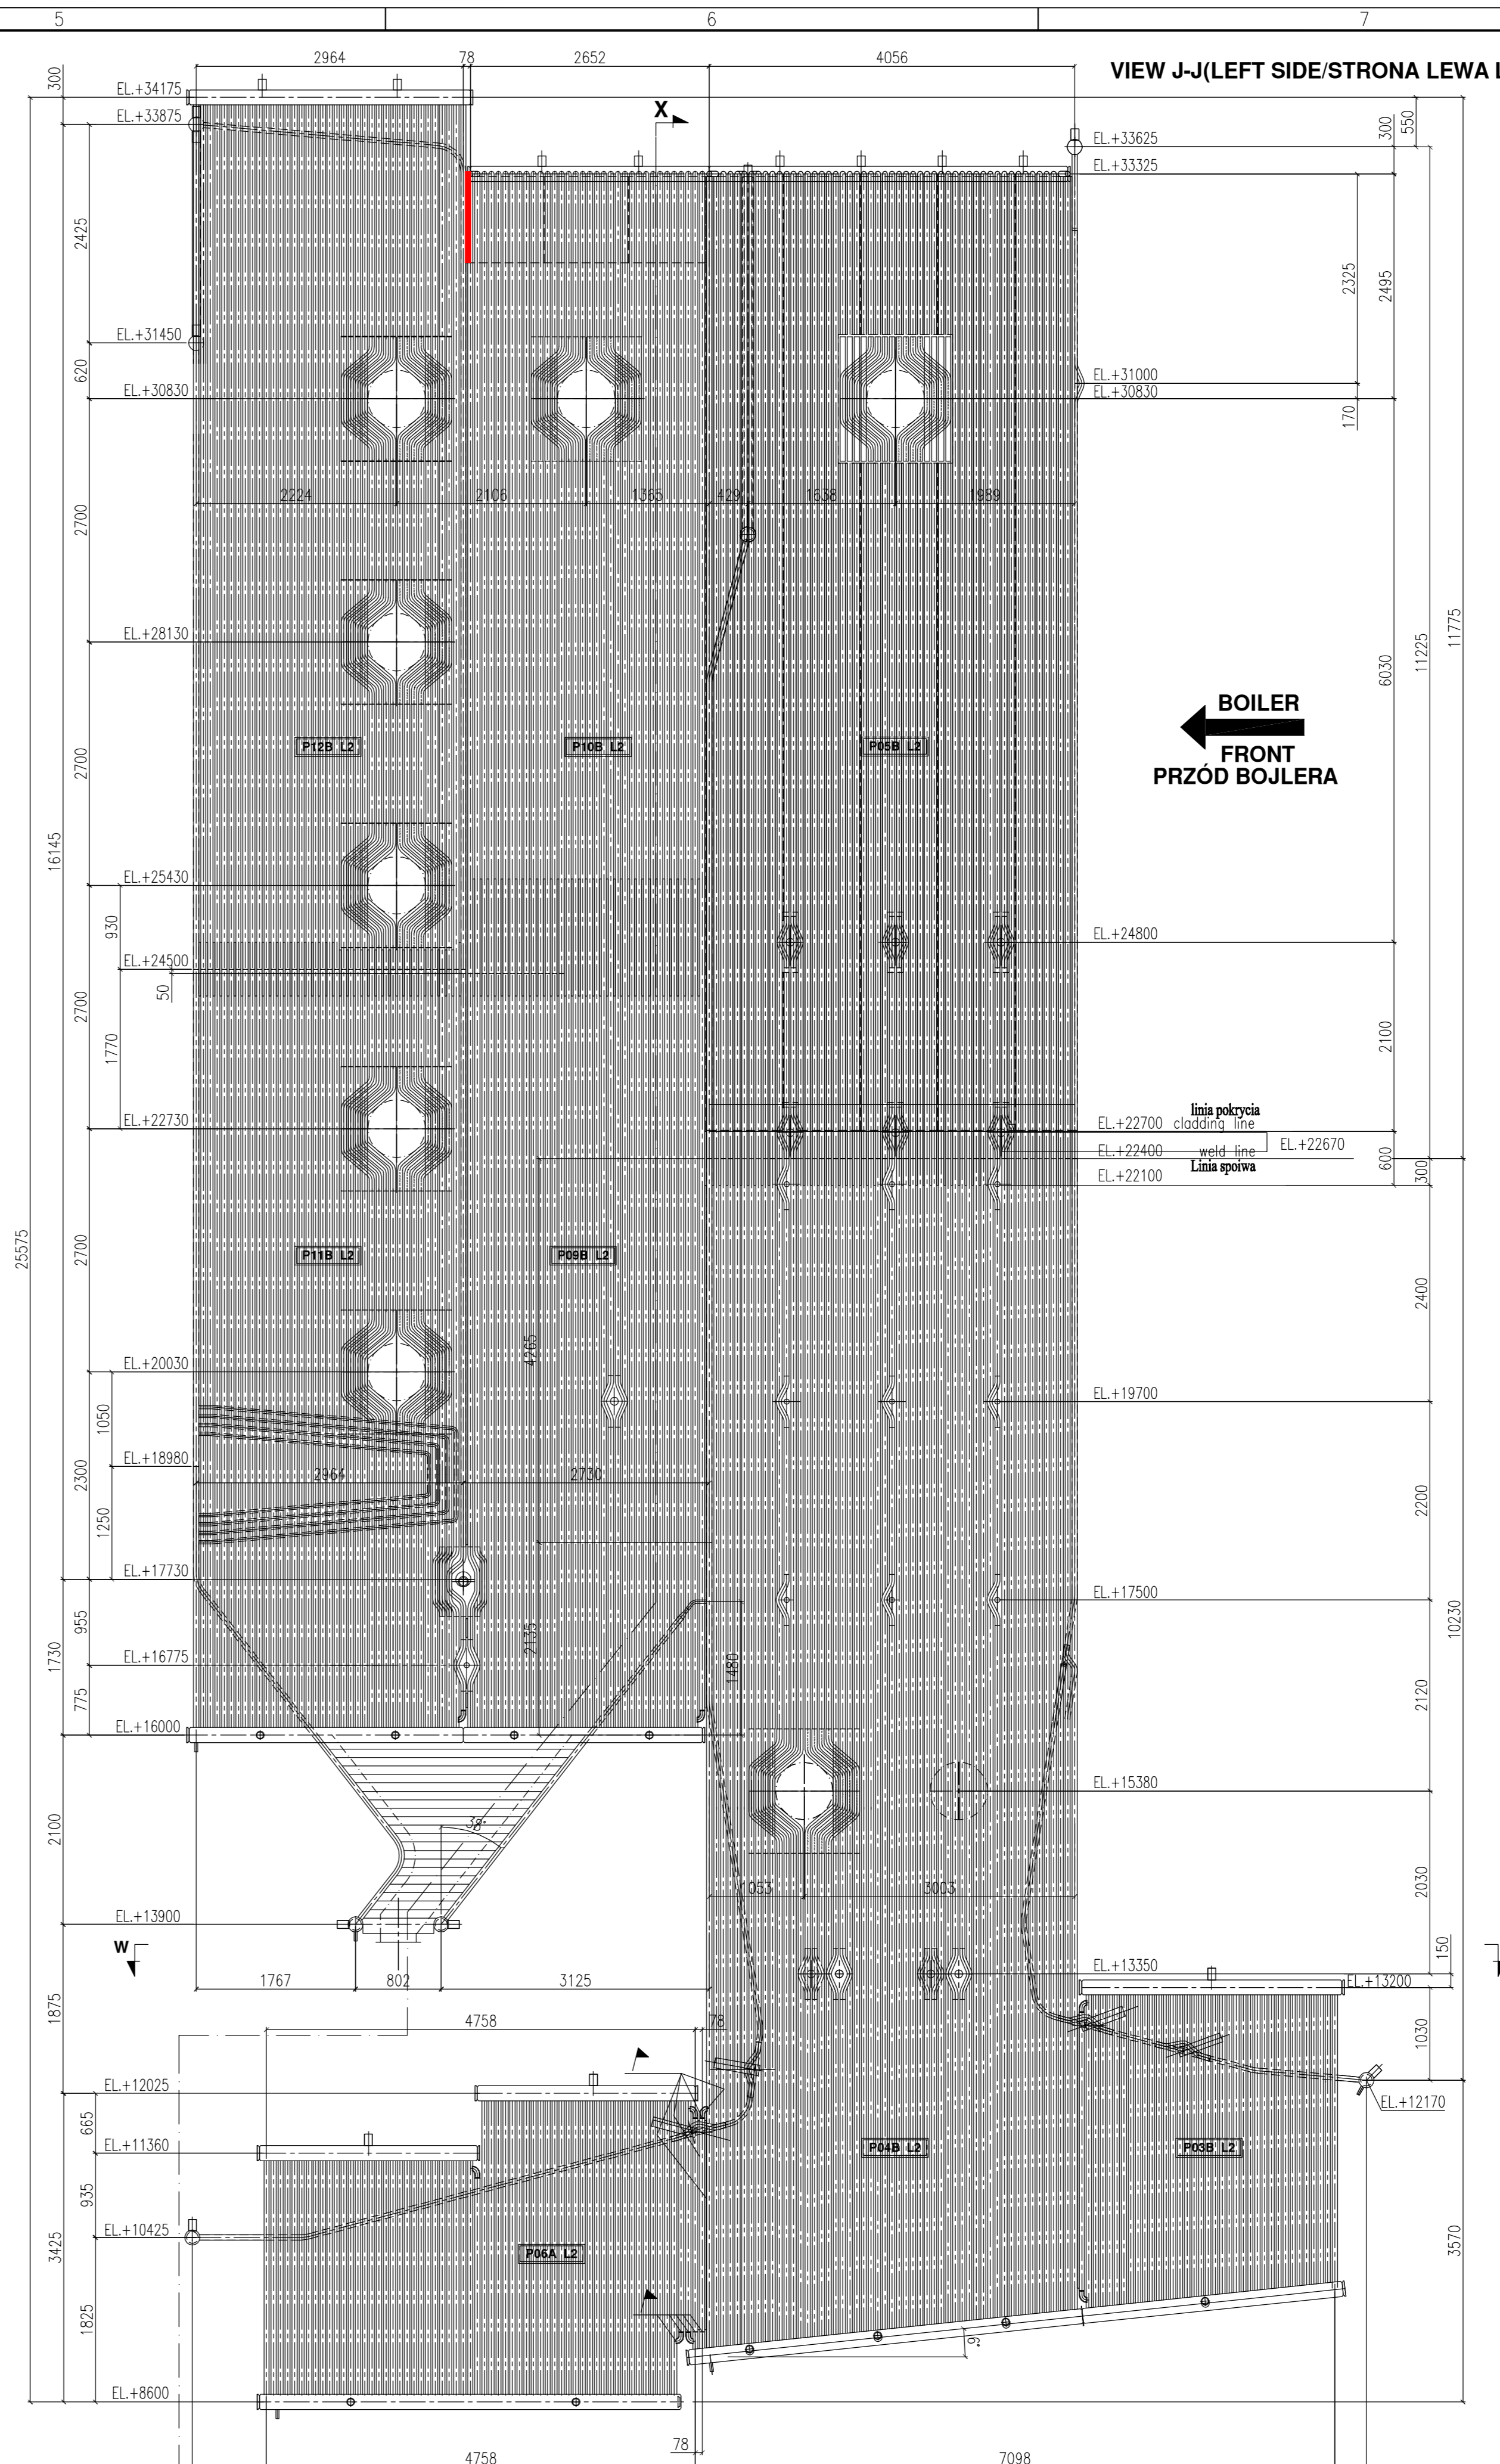 5
6
7
VIEW J-J(LEFT SIDE/STRONA LEWA L
2964
78
2652
4056
300
EL.+34175
EL.+33875
X
EL.+33625
EL.+33325
300
550
2425
EL.+31450
620
EL.+30830
2325
2495
EL.+31000
EL.+30830
170
2224
2106
1365
429
1638
1989
2700
EL.+28130
11775
11225
6030
BOILER
FRONT
PRZÓD BOJLERA
P12B L2
P10B L2
P05B L2
2700
16145
EL.+25430
930
EL.+24500
50
EL.+24800
2700
1770
2100
EL.+22730
linia pokrycia
EL.+22700 cladding line
EL.+22400 weld line
EL.+22670
Linia spoiwa
EL.+22100
600
300
25575
2700
P11B L2
P09B L2
2400
4265
EL.+20030
EL.+19700
1050
EL.+18980
2300
2964
2730
1250
2200
EL.+17730
EL.+17500
955
1730
2135
1480
10230
EL.+16775
775
2120
EL.+16000
EL.+15380
2100
38°
2030
1053
3003
EL.+13900
W
EL.+13350
150
EL.+13200
1767
802
3125
1875
4758
78
1030
EL.+12025
EL.+12170
665
EL.+11360
P04B L2
P03B L2
935
EL.+10425
3425
P06A L2
3570
1825
6°
EL.+8600
78
4758
7098